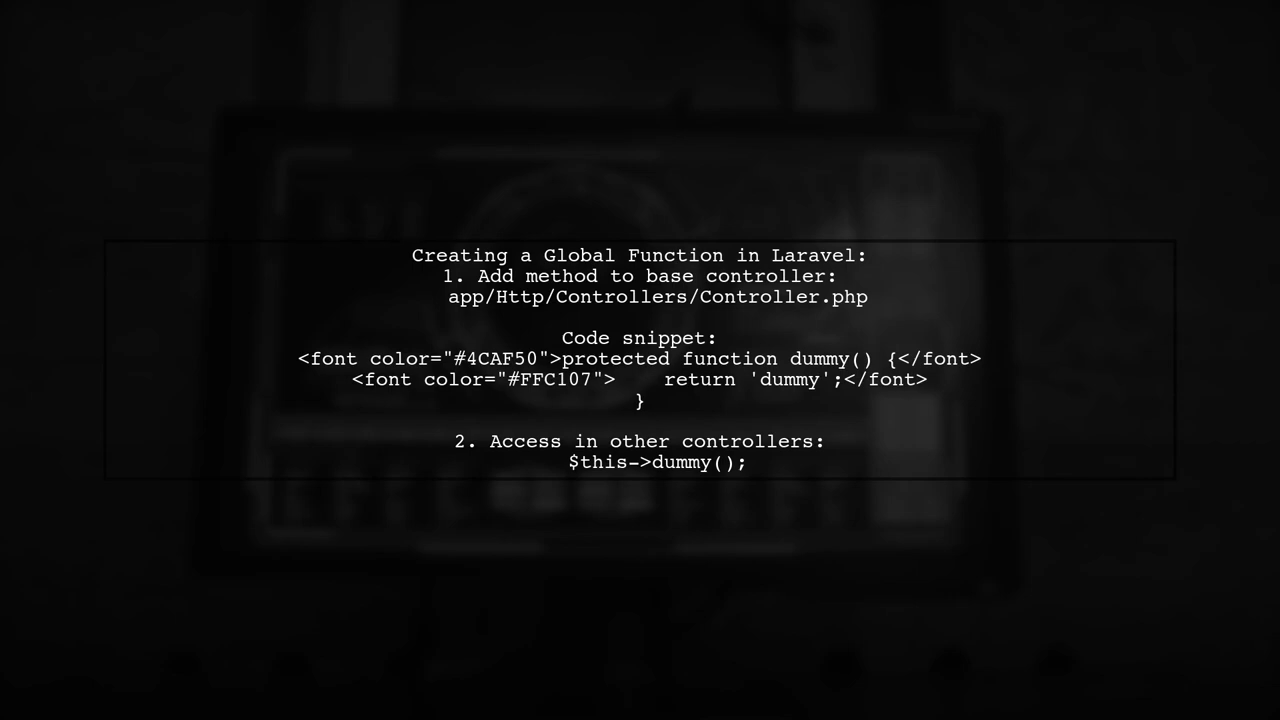 Creating a Global Function in Laravel:
1. Add method to base controller:
app/Http/Controllers/Controller.php
Code snippet:
<font color="#4CAF50">protected function dummy() {</font>
<font color="#FFC107">    return 'dummy';</font>
}
2. Access in other controllers:
$this->dummy();